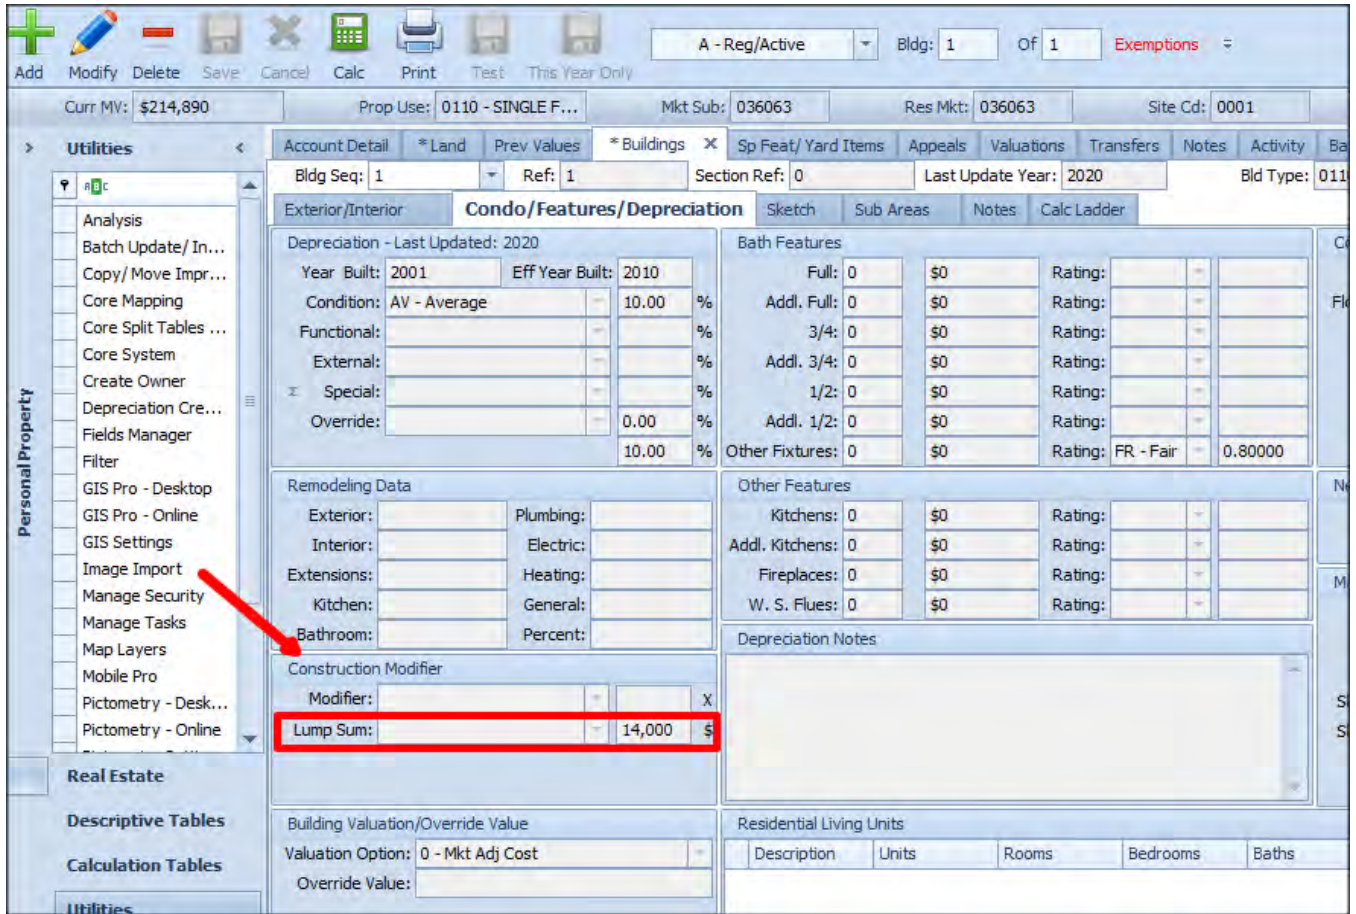 Add Modify Delete Save Cancel Calc Print Test This Year Only A - Reg/Active Bldg: 1 Of 1 Exemptions
Curr MV: $214,890 Prop Use: 0110 - SINGLE F... Mkt Sub: 036063 Res Mkt: 036063 Site Cd: 0001
Utilities Account Detail * Land Prev Values * Buildings X Sp Feat/ Yard Items Appeals Valuations Transfers Notes Activity Ba
Bldg Seq: 1 Ref: 1 Section Ref: 0 Last Update Year: 2020 Bld Type: 011
Exterior/Interior Condo/Features/Depreciation Sketch Sub Areas Notes Calc Ladder
Personal Property
Analysis
Batch Update/ In...
Copy/ Move Impr...
Core Mapping
Core Split Tables ...
Core System
Create Owner
Depreciation Cre...
Fields Manager
Filter
GIS Pro - Desktop
GIS Pro - Online
GIS Settings
Image Import
Manage Security
Manage Tasks
Map Layers
Mobile Pro
Pictometry - Desk...
Pictometry - Online
Real Estate
Descriptive Tables
Calculation Tables
Utilities
Depreciation - Last Updated: 2020
Year Built: 2001 Eff Year Built: 2010
Condition: AV - Average 10.00 %
Functional: %
External: %
Σ Special: %
Override: 0.00 %
10.00 %
Remodeling Data
Exterior: Plumbing:
Interior: Electric:
Extensions: Heating:
Kitchen: General:
Bathroom: Percent:
Construction Modifier
Modifier: X
Lump Sum: 14,000 $
Building Valuation/Override Value
Valuation Option: 0 - Mkt Adj Cost
Override Value:
Bath Features
Full: 0 $0 Rating:
Addl. Full: 0 $0 Rating:
3/4: 0 $0 Rating:
Addl. 3/4: 0 $0 Rating:
1/2: 0 $0 Rating:
Addl. 1/2: 0 $0 Rating:
Other Fixtures: 0 $0 Rating: FR - Fair 0.80000
Other Features
Kitchens: 0 $0 Rating:
Addl. Kitchens: 0 $0 Rating:
Fireplaces: 0 $0 Rating:
W. S. Flues: 0 $0 Rating:
Depreciation Notes
Residential Living Units
Description Units Rooms Bedrooms Baths